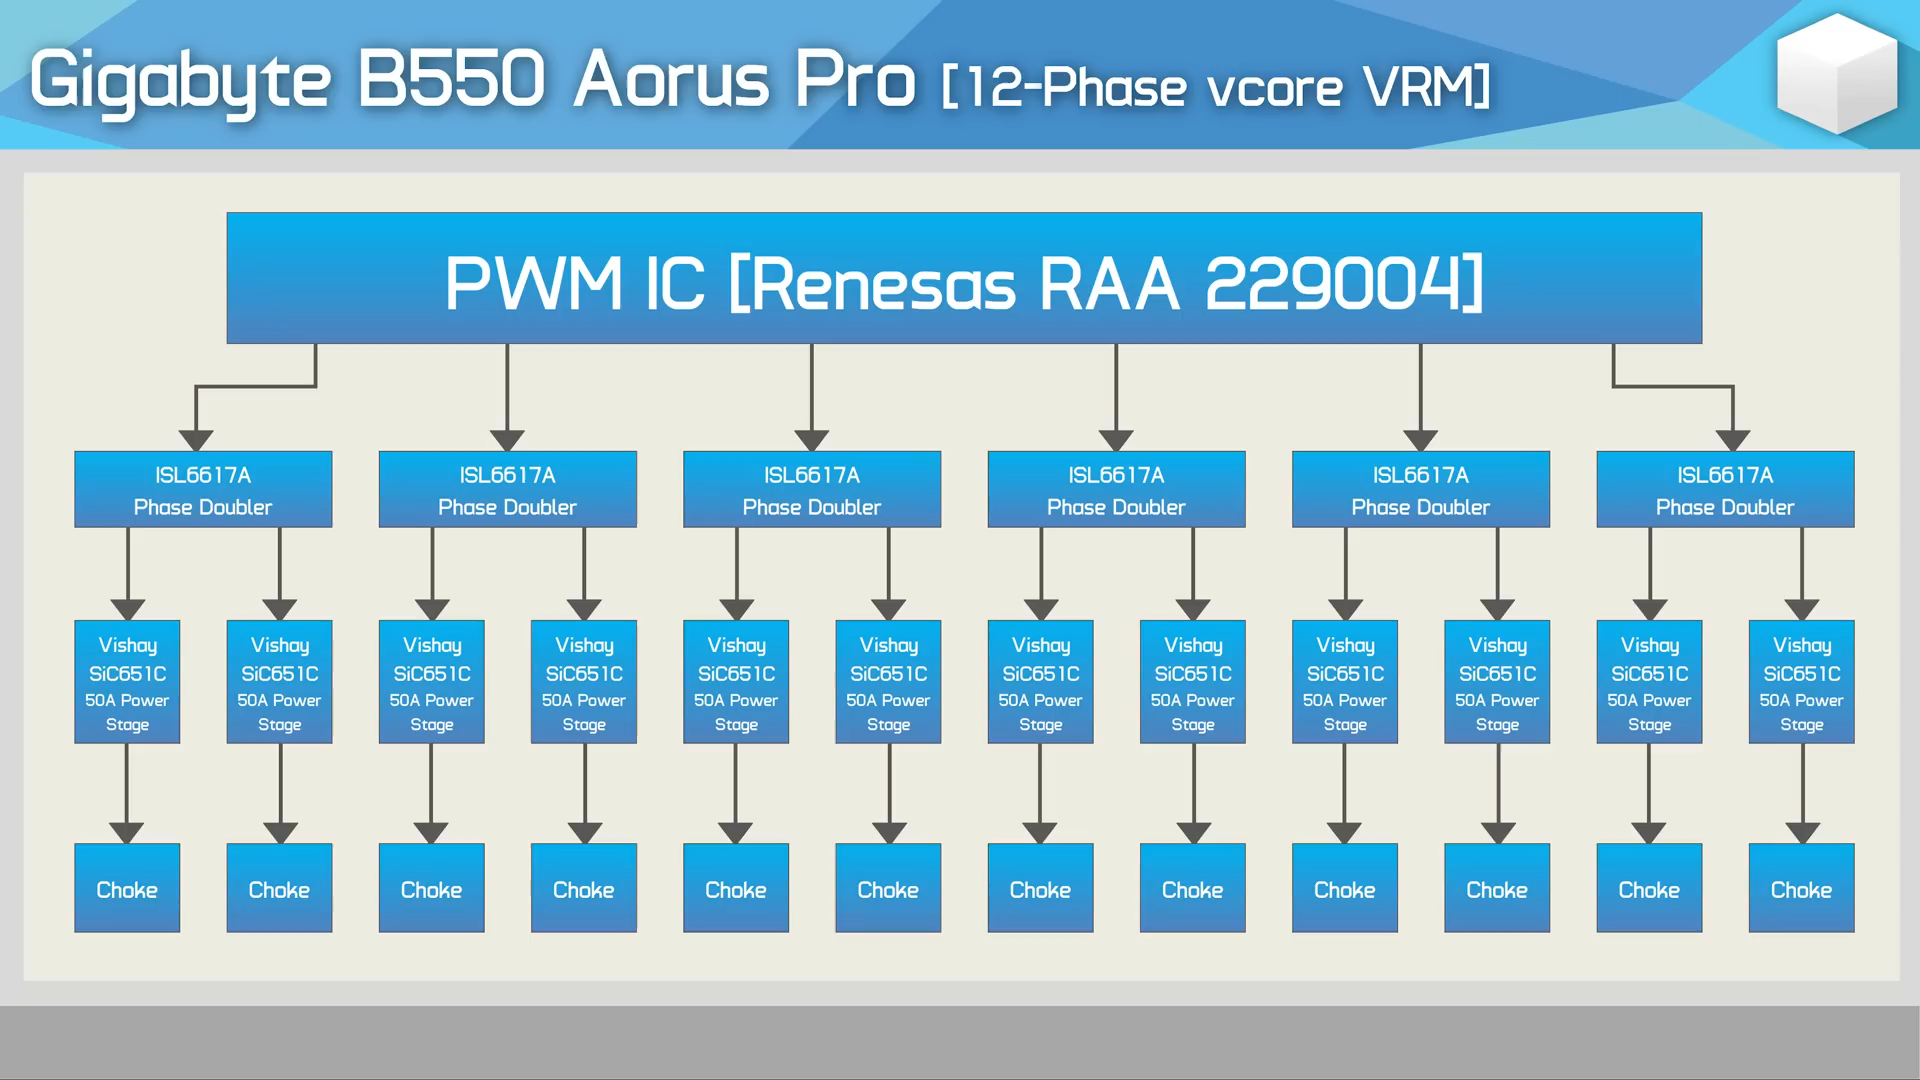 Gigabyte B550 Aorus Pro [12-Phase vcore VRM]
PWM IC [Renesas RAA 229004]
ISL6617A
Phase Doubler
ISL6617A
Phase Doubler
ISL6617A
Phase Doubler
ISL6617A
Phase Doubler
ISL6617A
Phase Doubler
ISL6617A
Phase Doubler
Vishay
SiC651C
50A Power
Stage
Vishay
SiC651C
50A Power
Stage
Vishay
SiC651C
50A Power
Stage
Vishay
SiC651C
50A Power
Stage
Vishay
SiC651C
50A Power
Stage
Vishay
SiC651C
50A Power
Stage
Vishay
SiC651C
50A Power
Stage
Vishay
SiC651C
50A Power
Stage
Vishay
SiC651C
50A Power
Stage
Vishay
SiC651C
50A Power
Stage
Vishay
SiC651C
50A Power
Stage
Vishay
SiC651C
50A Power
Stage
Choke
Choke
Choke
Choke
Choke
Choke
Choke
Choke
Choke
Choke
Choke
Choke